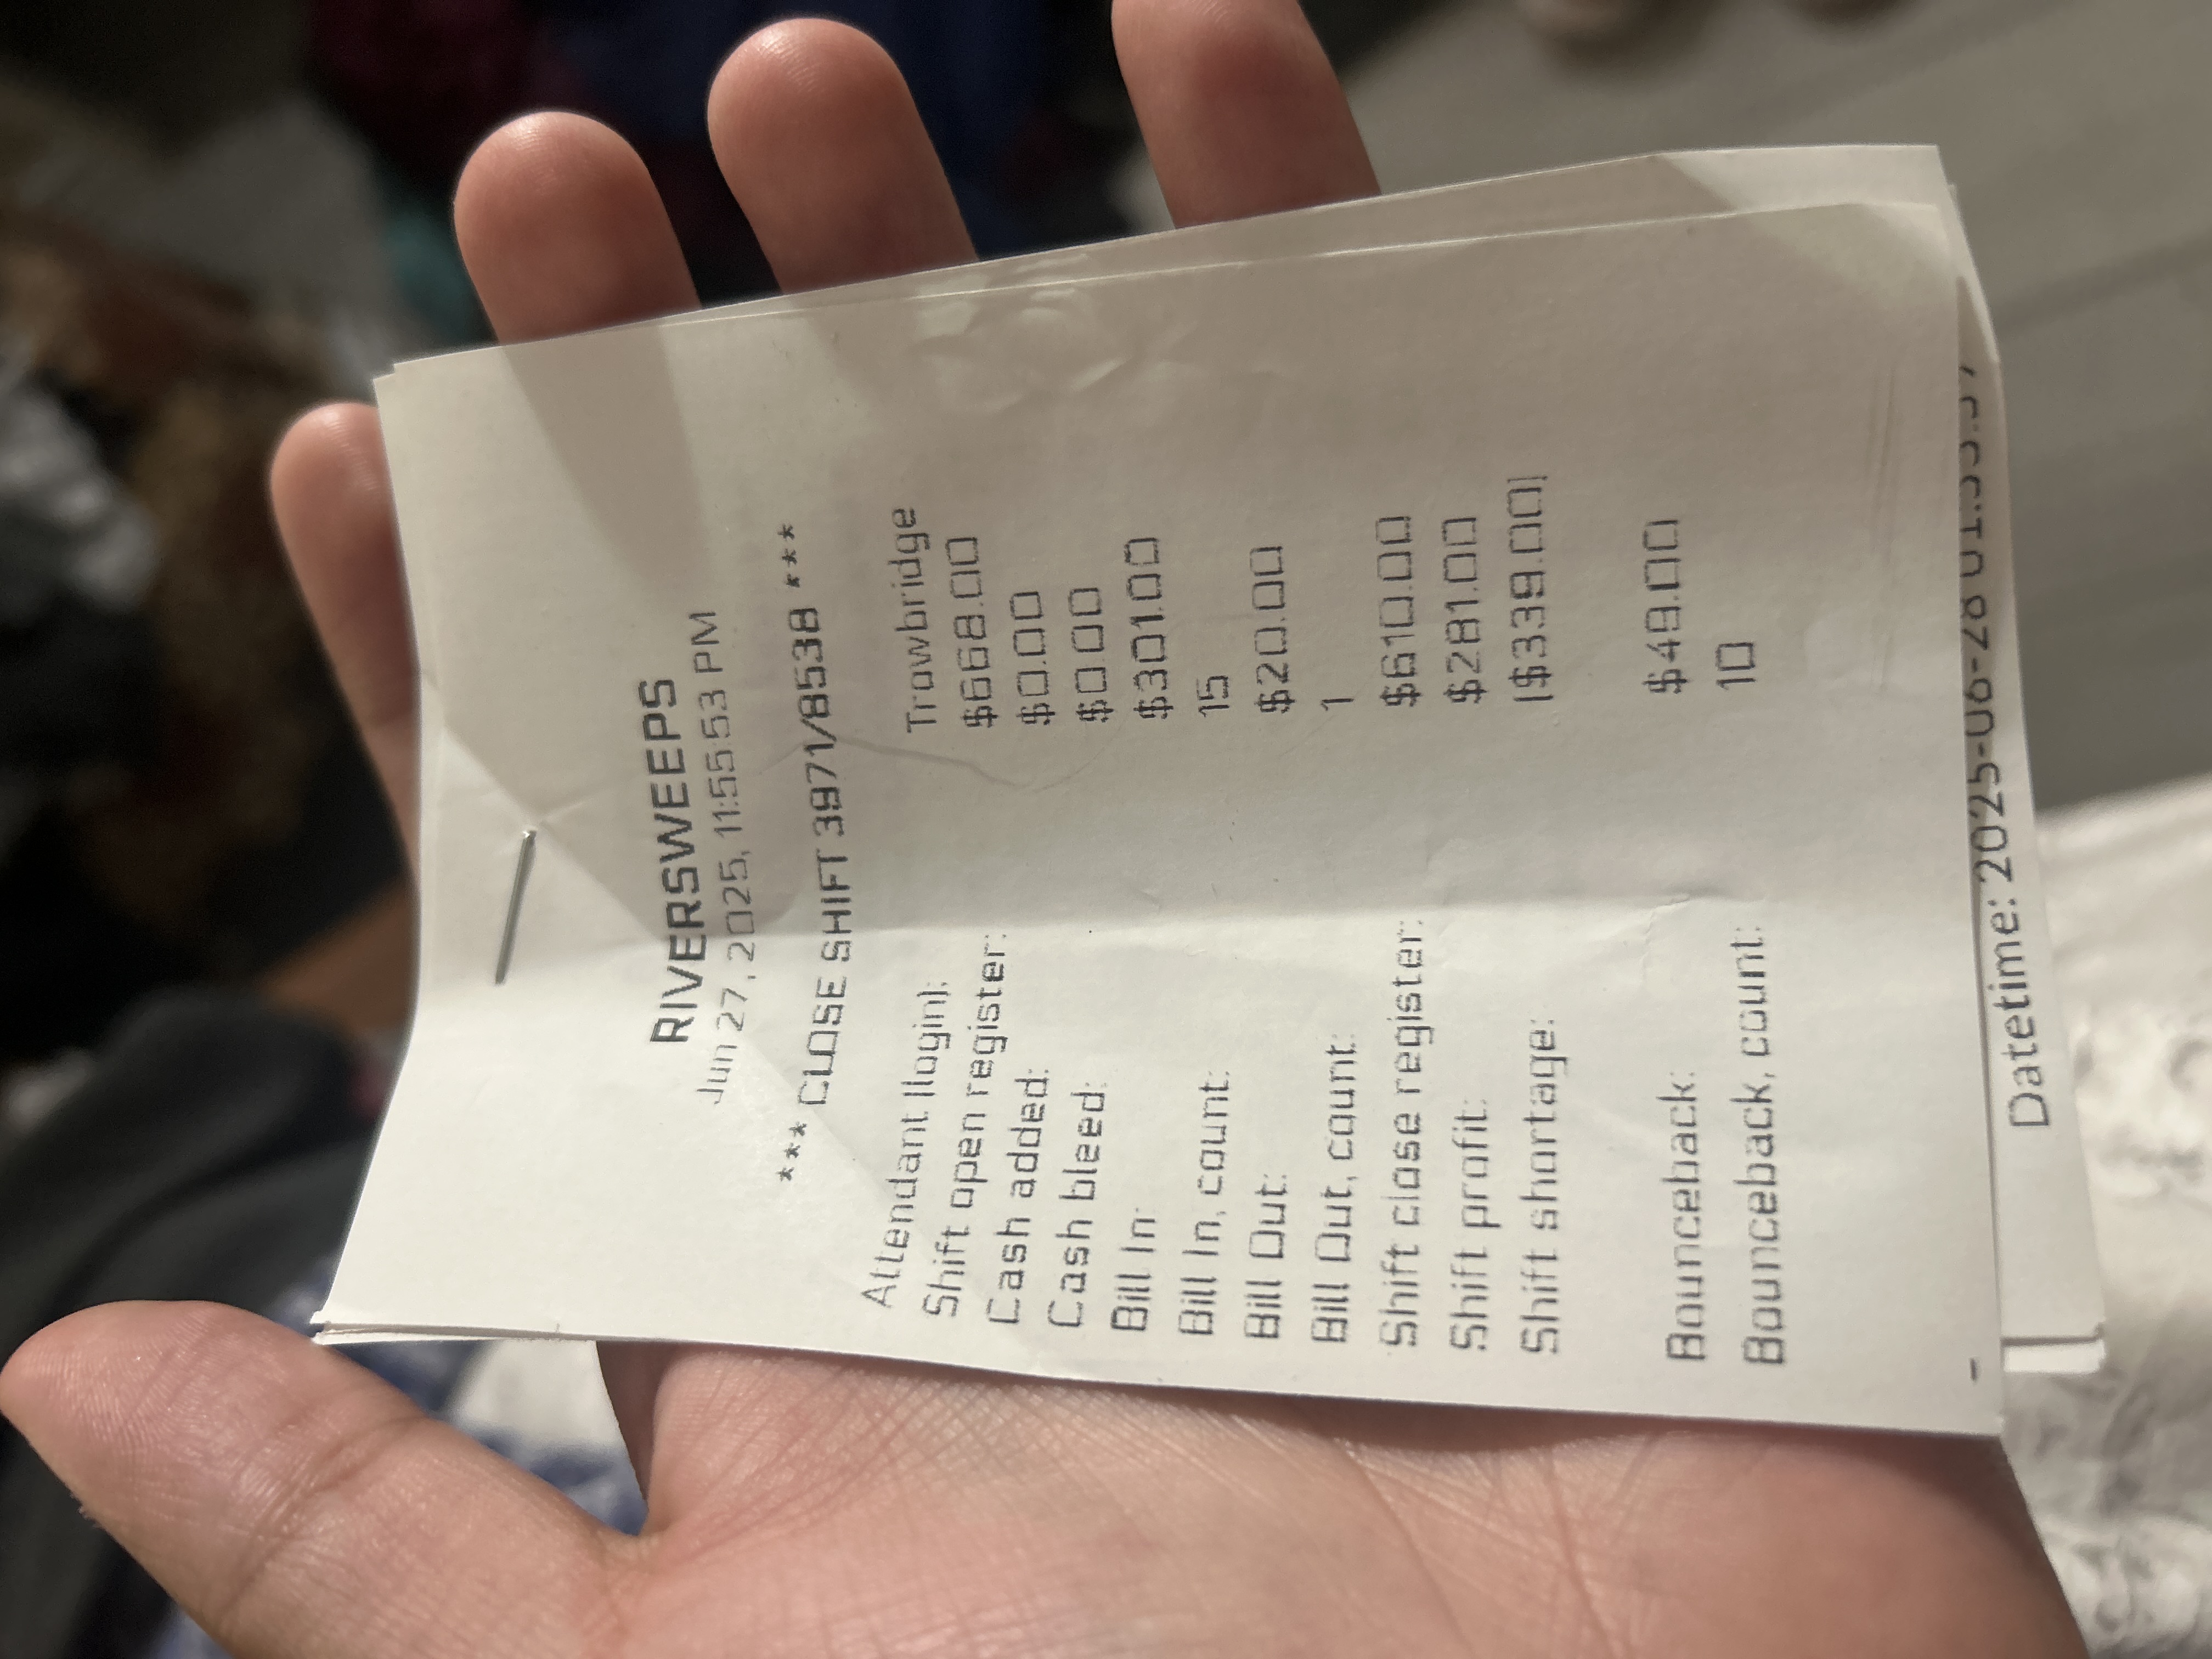 RIVERSWEEPS
Jun 27, 2025, 11:55:53 PM
*** CLOSE SHIFT 3971/8538 ***
Attendant (login): Trowbridge
Shift open register: $668.00
Cash added: $0.00
Cash bleed: $0.00
Bill In: $301.00
Bill In, count: 15
Bill Out: $20.00
Bill Out, count: 1
Shift close register: $610.00
Shift profit: $281.00
Shift shortage: ($339.00)
Bounceback: $49.00
Bounceback, count: 10
-
Datetime: 2025-06-28